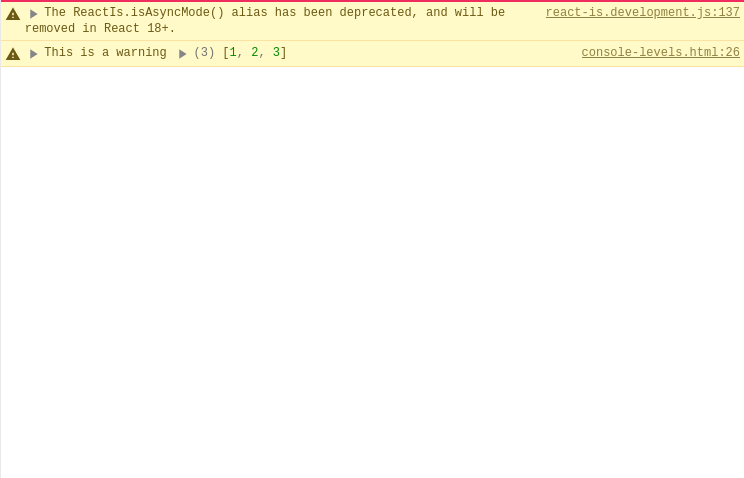 The ReactIs.isAsyncMode() alias has been deprecated, and will be react-is.development.js:137
removed in React 18+.
This is a warning (3) [1, 2, 3] console-levels.html:26